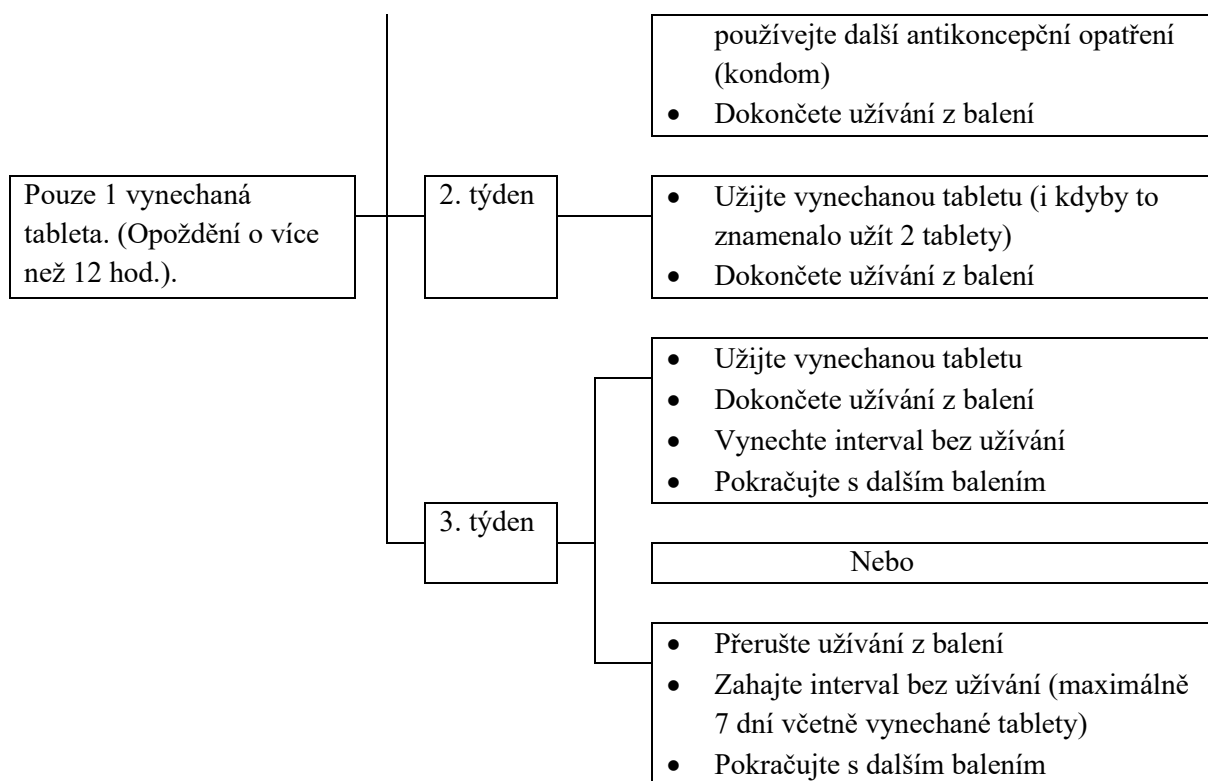 používejte další antikoncepční opatření
(kondom)
• Dokončete užívání z balení
Pouze 1 vynechaná
tableta. (Opoždění o více
než 12 hod.).
2. týden
• Užijte vynechanou tabletu (i kdyby to
znamenalo užít 2 tablety)
• Dokončete užívání z balení
3. týden
• Užijte vynechanou tabletu
• Dokončete užívání z balení
• Vynechte interval bez užívání
• Pokračujte s dalším balením
Nebo
• Přerušte užívání z balení
• Zahajte interval bez užívání (maximálně
7 dní včetně vynechané tablety)
• Pokračujte s dalším balením